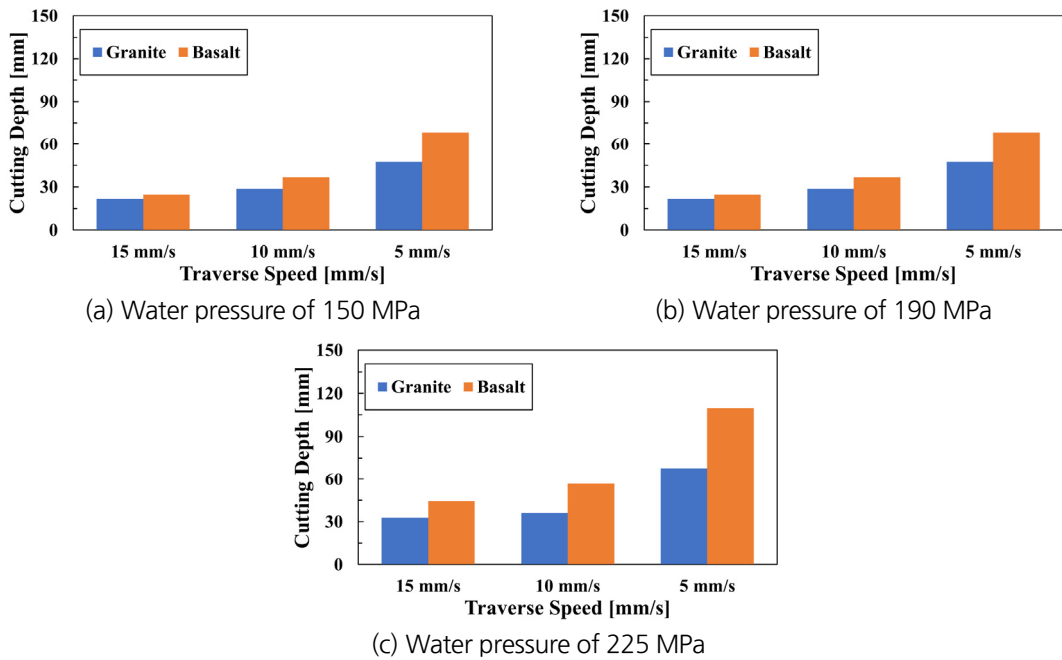 150
120
90
60
30
0
Cutting Depth [mm]
Granite Basalt
15 mm/s 10 mm/s 5 mm/s
Traverse Speed [mm/s]
(a) Water pressure of 150 MPa
150
120
90
60
30
0
Cutting Depth [mm]
Granite Basalt
15 mm/s 10 mm/s 5 mm/s
Traverse Speed [mm/s]
(b) Water pressure of 190 MPa
150
120
90
60
30
0
Cutting Depth [mm]
Granite Basalt
15 mm/s 10 mm/s 5 mm/s
Traverse Speed [mm/s]
(c) Water pressure of 225 MPa